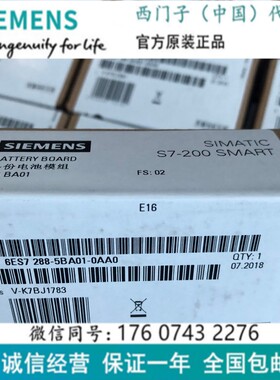 EMENS
西门子（中国）代
enuity for life
官方原装正品
SIEMENS
SIMATIC
S7-200 SMART
ATTERY BOARD
份电池模组
BA01
FS: 02
E16
6ES7 288-5BA01-0AA0
QTY: 1
07.2018
s V-K7BJ1783
微信同号：176 0743 2276
诚信经营 保证一年 全国包邮